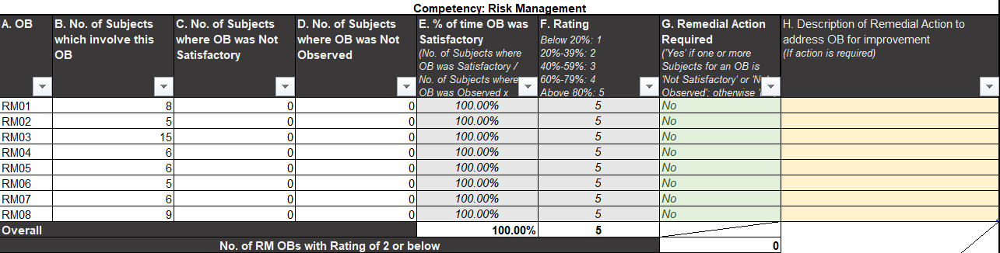 Competency: Risk Management
A. OB
B. No. of Subjects
which involve this
OB
C. No. of Subjects
where OB was Not
Satisfactory
D. No. of Subjects
where OB was Not
Observed
E. % of time OB was
Satisfactory
(No. of Subjects where
OB was Satisfactory /
No. of Subjects where
OB was Observed x
F. Rating
Below 20%: 1
20%-39%: 2
40%-59%: 3
60%-79%: 4
Above 80%: 5
G. Remedial Action
Required
('Yes' if one or more
Subjects for an OB is
'Not Satisfactory' or
Observed'; otherwise
H. Description of Remedial Action to
address OB for improvement
(If action is required)
RM01 8 0 0 100.00% 5 No
RM02 5 0 0 100.00% 5 No
RM03 15 0 0 100.00% 5 No
RM04 6 0 0 100.00% 5 No
RM05 6 0 0 100.00% 5 No
RM06 5 0 0 100.00% 5 No
RM07 6 0 0 100.00% 5 No
RM08 9 0 0 100.00% 5 No
Overall 100.00% 5
No. of RM OBs with Rating of 2 or below 0